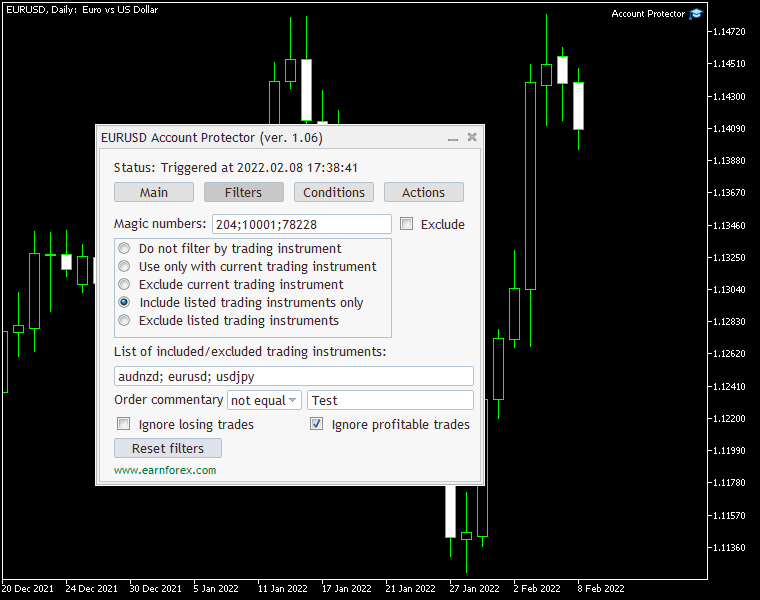 EURUSD, Daily: Euro vs US Dollar
Account Protector
1.14720
1.14510
1.14300
1.14090
1.13880
1.13670
1.13460
1.13250
1.13040
1.12830
1.12620
1.12410
1.12200
1.11990
1.11780
1.11570
1.11360
EURUSD Account Protector (ver. 1.06)
Status: Triggered at 2022.02.08 17:38:41
Main Filters Conditions Actions
Magic numbers: 204;10001;78228 Exclude
Do not filter by trading instrument
Use only with current trading instrument
Exclude current trading instrument
Include listed trading instruments only
Exclude listed trading instruments
List of included/excluded trading instruments:
audnzd; eurusd; usdjpy
Order commentary not equal Test
Ignore losing trades Ignore profitable trades
Reset filters
www.earnforex.com
20 Dec 2021 24 Dec 2021 30 Dec 2021 5 Jan 2022 11 Jan 2022 17 Jan 2022 21 Jan 2022 27 Jan 2022 2 Feb 2022 8 Feb 2022